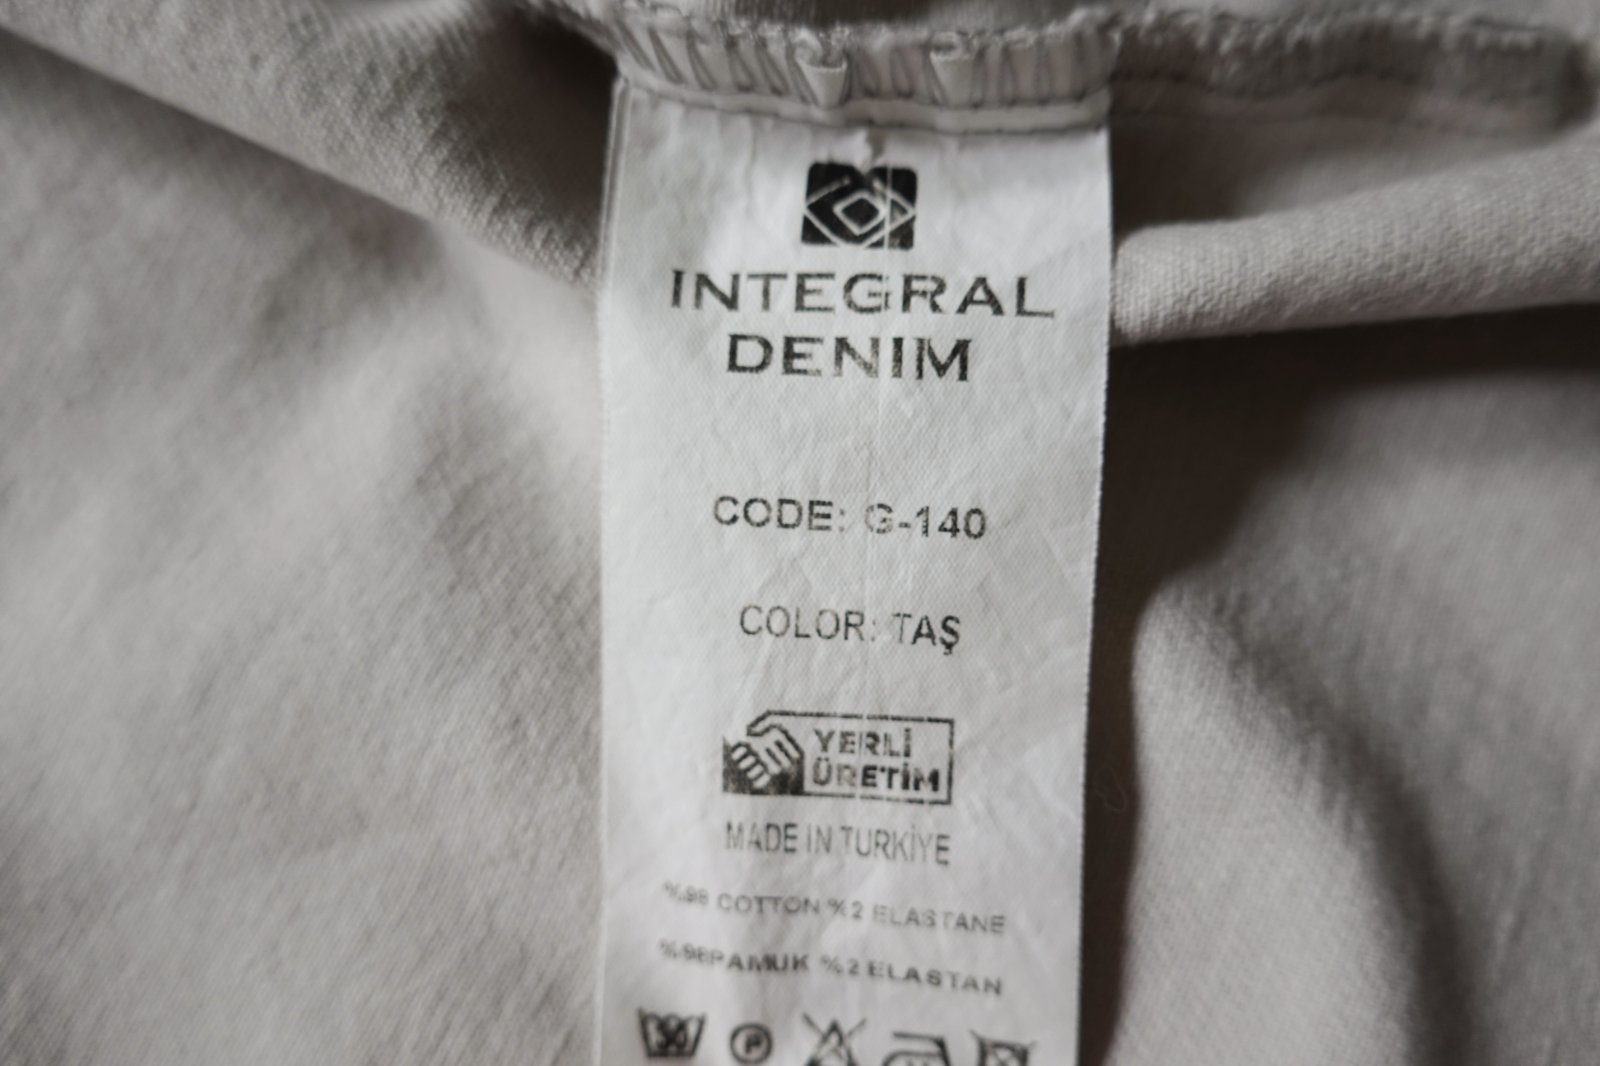 INTEGRAL
DENIM
CODE: G-140
COLOR: TAŞ
YERLİ
ÜRETİM
MADE IN TURKİYE
%98 COTTON %2 ELASTANE
%98PAMUK %2 ELASTAN
P